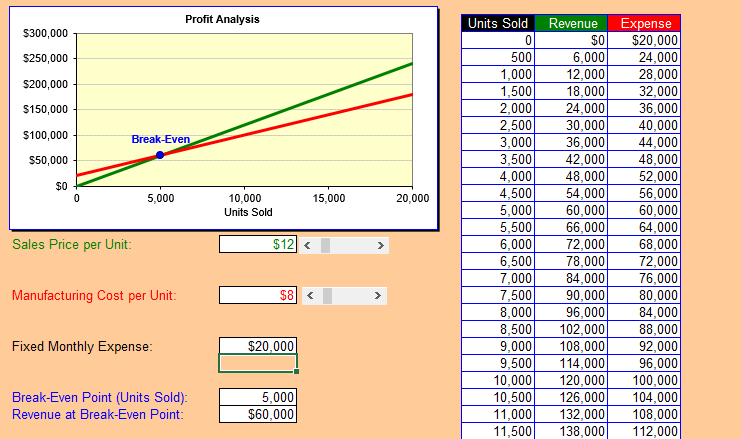 Profit Analysis
$300,000
$250,000
$200,000
$150,000
$100,000
$50,000
$0
Break-Even
0 5,000 10,000 15,000 20,000
Units Sold
Sales Price per Unit: $12
Manufacturing Cost per Unit: $8
Fixed Monthly Expense: $20,000
Break-Even Point (Units Sold): 5,000
Revenue at Break-Even Point: $60,000
Units Sold Revenue Expense
0 $0 $20,000
500 6,000 24,000
1,000 12,000 28,000
1,500 18,000 32,000
2,000 24,000 36,000
2,500 30,000 40,000
3,000 36,000 44,000
3,500 42,000 48,000
4,000 48,000 52,000
4,500 54,000 56,000
5,000 60,000 60,000
5,500 66,000 64,000
6,000 72,000 68,000
6,500 78,000 72,000
7,000 84,000 76,000
7,500 90,000 80,000
8,000 96,000 84,000
8,500 102,000 88,000
9,000 108,000 92,000
9,500 114,000 96,000
10,000 120,000 100,000
10,500 126,000 104,000
11,000 132,000 108,000
11,500 138,000 112,000